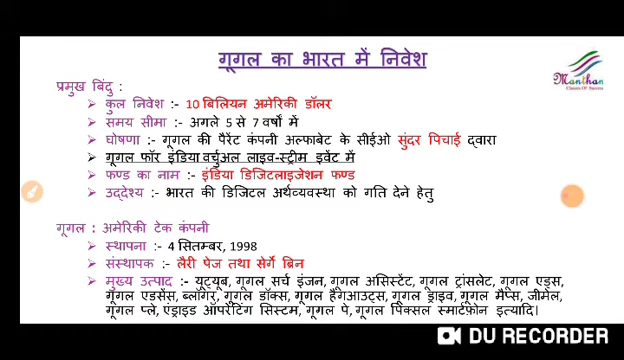 गूगल का भारत में निवेश
Manthan
Classes Of Success
प्रमुख बिंदु :
➢ कुल निवेश :- 10 बिलियन अमेरिकी डॉलर
➢ समय सीमा :- अगले 5 से 7 वर्षों में
➢ घोषणा :- गूगल की पैरेंट कंपनी अल्फाबेट के सीईओ सुंदर पिचाई द्वारा
➢ गूगल फॉर इंडिया वर्चुअल लाइव-स्ट्रीम इवेंट में
➢ फण्ड का नाम :- इंडिया डिजिटलाइजेशन फण्ड
➢ उद्देश्य :- भारत की डिजिटल अर्थव्यवस्था को गति देने हेतु
गूगल : अमेरिकी टेक कंपनी
➢ स्थापना :- 4 सितम्बर, 1998
➢ संस्थापक :- लैरी पेज तथा सेर्गे ब्रिन
➢ मुख्य उत्पाद :- यूट्यूब, गूगल सर्च इंजन, गूगल असिस्टेंट, गूगल ट्रांसलेट, गूगल एड्स,
गूगल एडसेंस, ब्लॉगर, गूगल डॉक्स, गूगल हैंगआउट्स, गूगल ड्राइव, गूगल मैप्स, जीमेल,
गूगल प्ले, एंड्राइड ऑपरेटिंग सिस्टम, गूगल पे, गूगल पिक्सल स्मार्टफ़ोन इत्यादि।
DU RECORDER